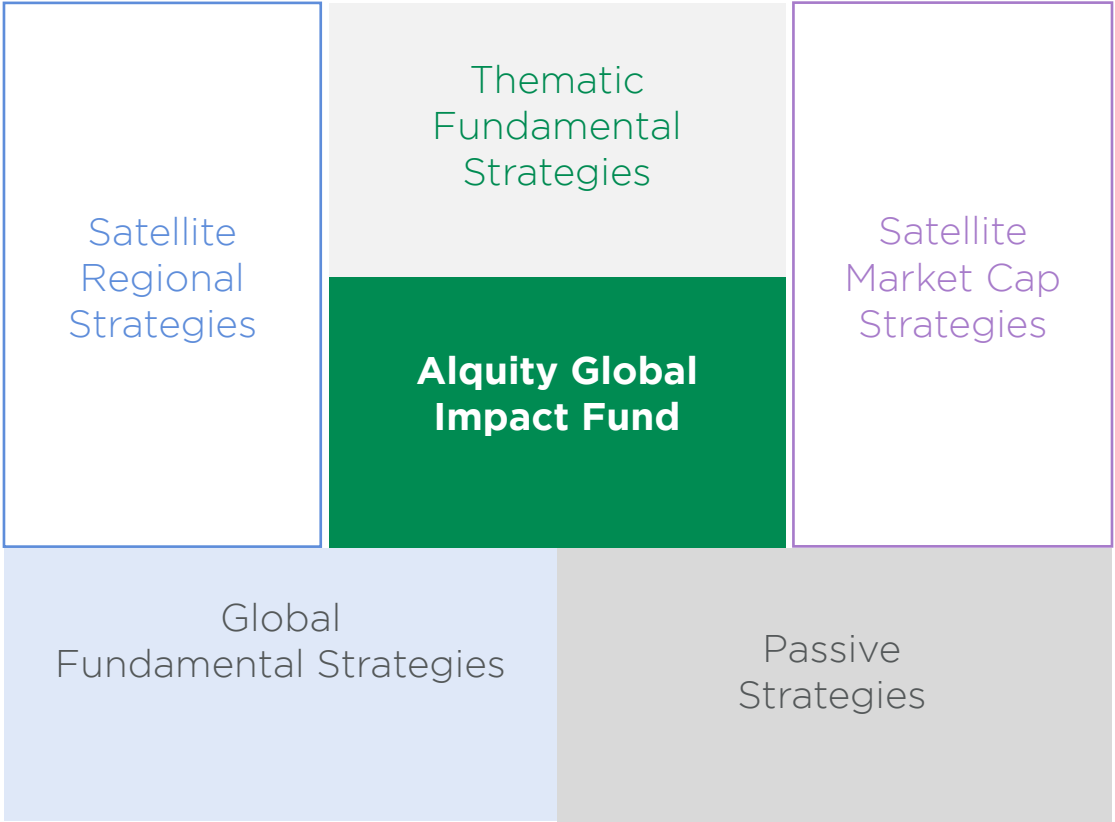 Thematic
Fundamental
Strategies
Satellite
Regional
Strategies
Satellite
Market Cap
Strategies
Alquity Global
Impact Fund
Global
Fundamental Strategies
Passive
Strategies